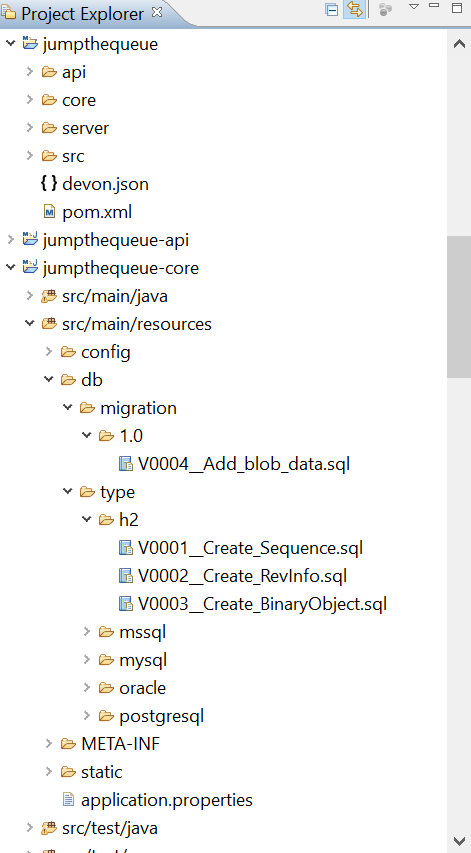 Project Explorer
jumpthequeue
api
core
server
src
{} devon.json
pom.xml
jumpthequeue-api
jumpthequeue-core
src/main/java
src/main/resources
config
db
migration
1.0
V0004__Add_blob_data.sql
type
h2
V0001__Create_Sequence.sql
V0002__Create_RevInfo.sql
V0003__Create_BinaryObject.sql
mssql
mysql
oracle
postgresql
META-INF
static
application.properties
src/test/java